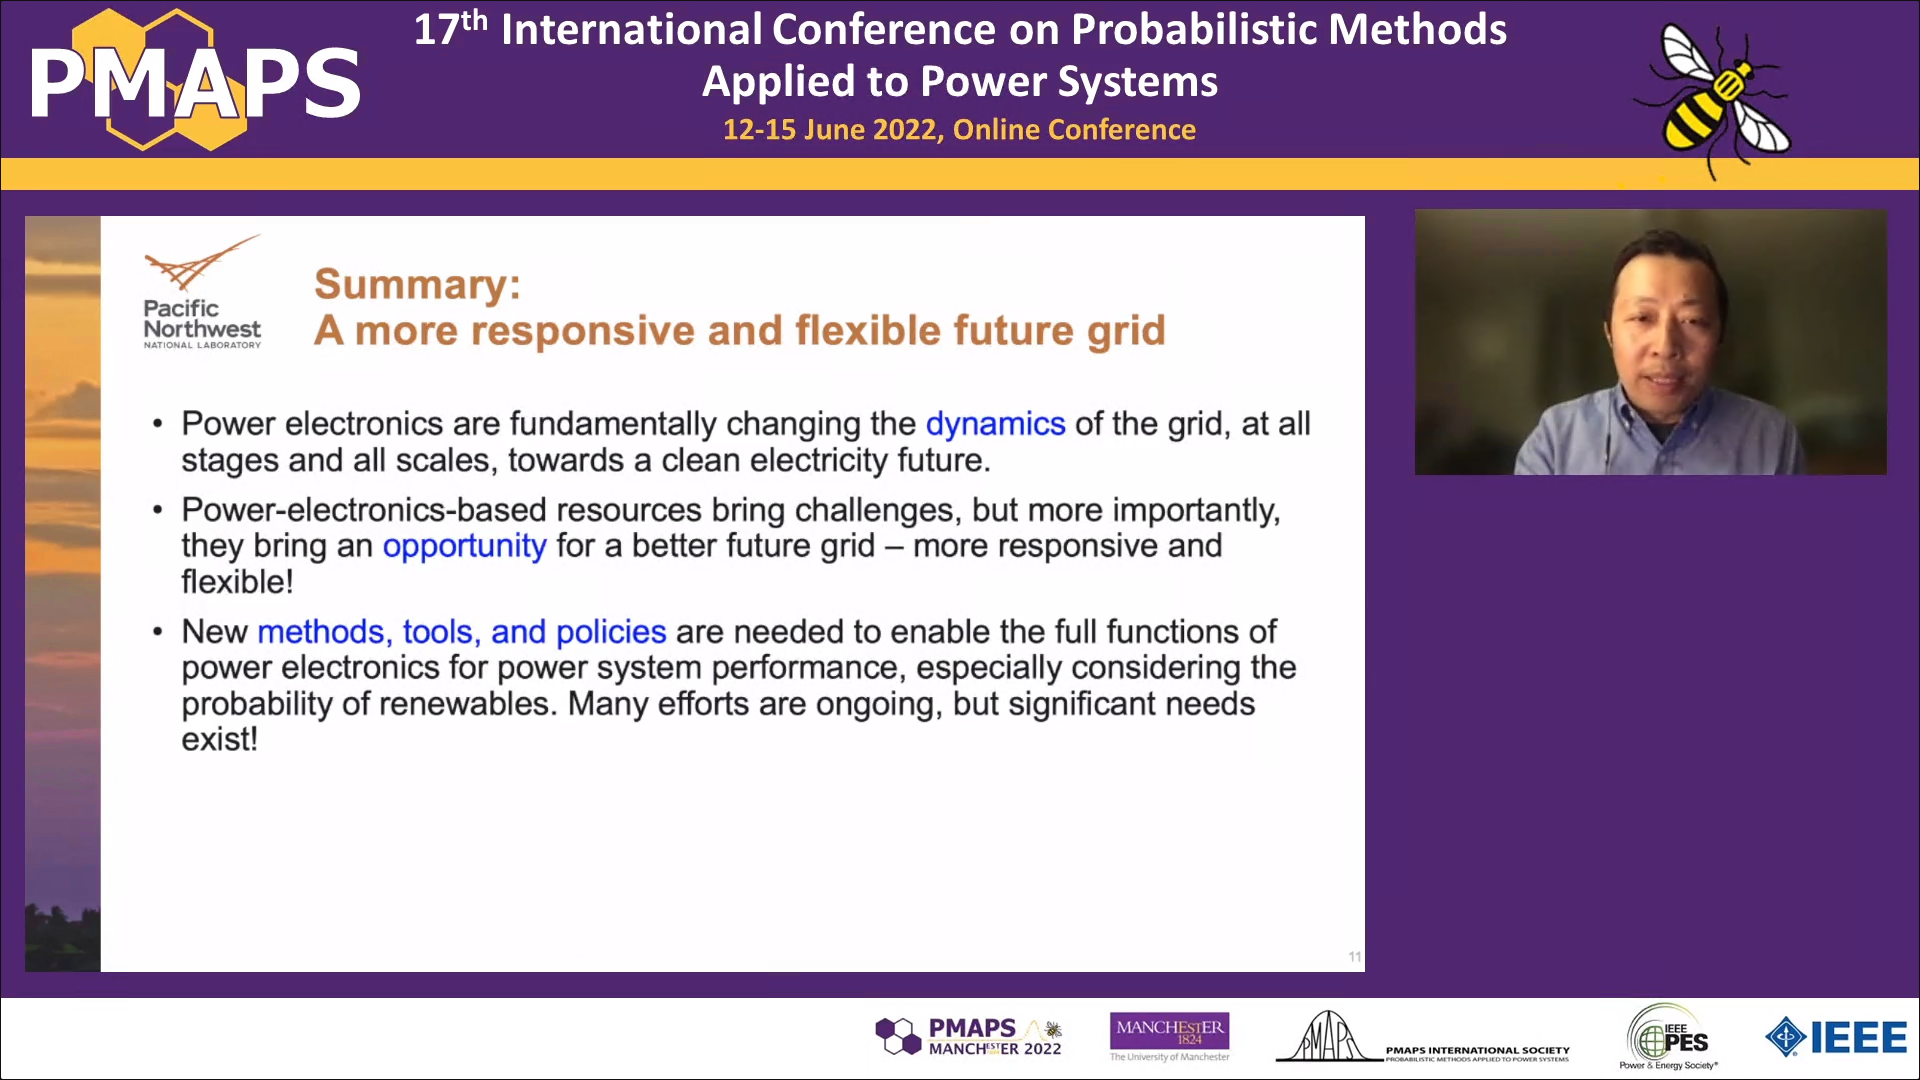 PMAPS
17th International Conference on Probabilistic Methods
Applied to Power Systems
12-15 June 2022, Online Conference
Pacific
Northwest
NATIONAL LABORATORY
Summary:
A more responsive and flexible future grid
• Power electronics are fundamentally changing the dynamics of the grid, at all
stages and all scales, towards a clean electricity future.
• Power-electronics-based resources bring challenges, but more importantly,
they bring an opportunity for a better future grid – more responsive and
flexible!
• New methods, tools, and policies are needed to enable the full functions of
power electronics for power system performance, especially considering the
probability of renewables. Many efforts are ongoing, but significant needs
exist!
11
PMAPS
MANCHESTER 2022
MANCHESTER
1824
The University of Manchester
PMAPS
PMAPS INTERNATIONAL SOCIETY
PROBABILISTIC METHODS APPLIED TO POWER SYSTEMS
IEEE
PES
Power & Energy Society®
IEEE